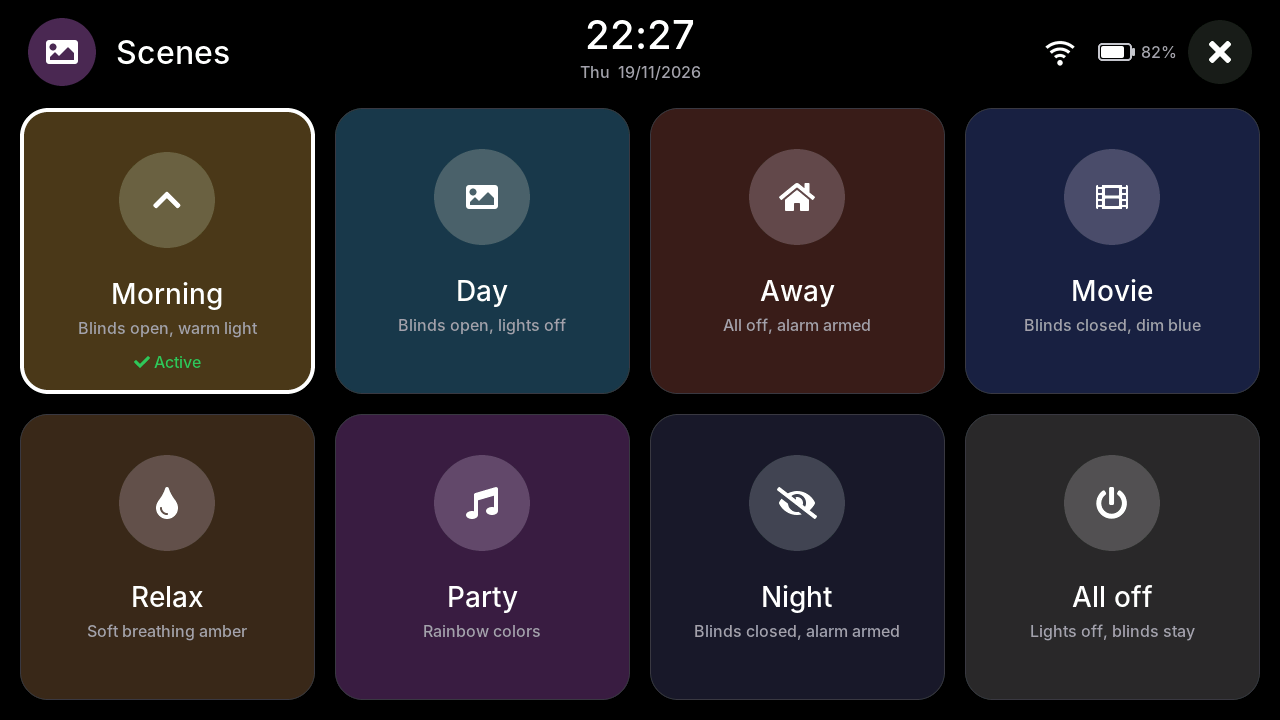 Scenes
22:27
Thu 19/11/2026
82%
Morning
Blinds open, warm light
Active
Day
Blinds open, lights off
Away
All off, alarm armed
Movie
Blinds closed, dim blue
Relax
Soft breathing amber
Party
Rainbow colors
Night
Blinds closed, alarm armed
All off
Lights off, blinds stay